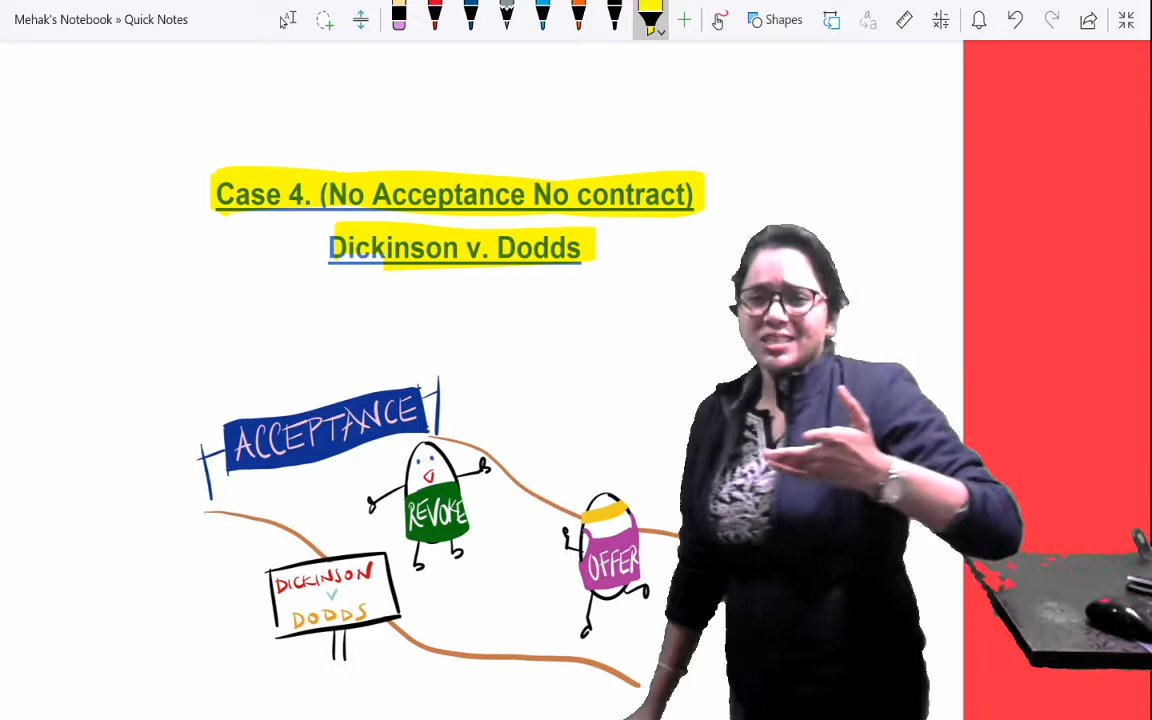 Mehak's Notebook » Quick Notes
Shapes
Case 4. (No Acceptance No contract)
Dickinson v. Dodds
ACCEPTANCE
REVOKE
OFFER
DICKINSON
V
DODDS